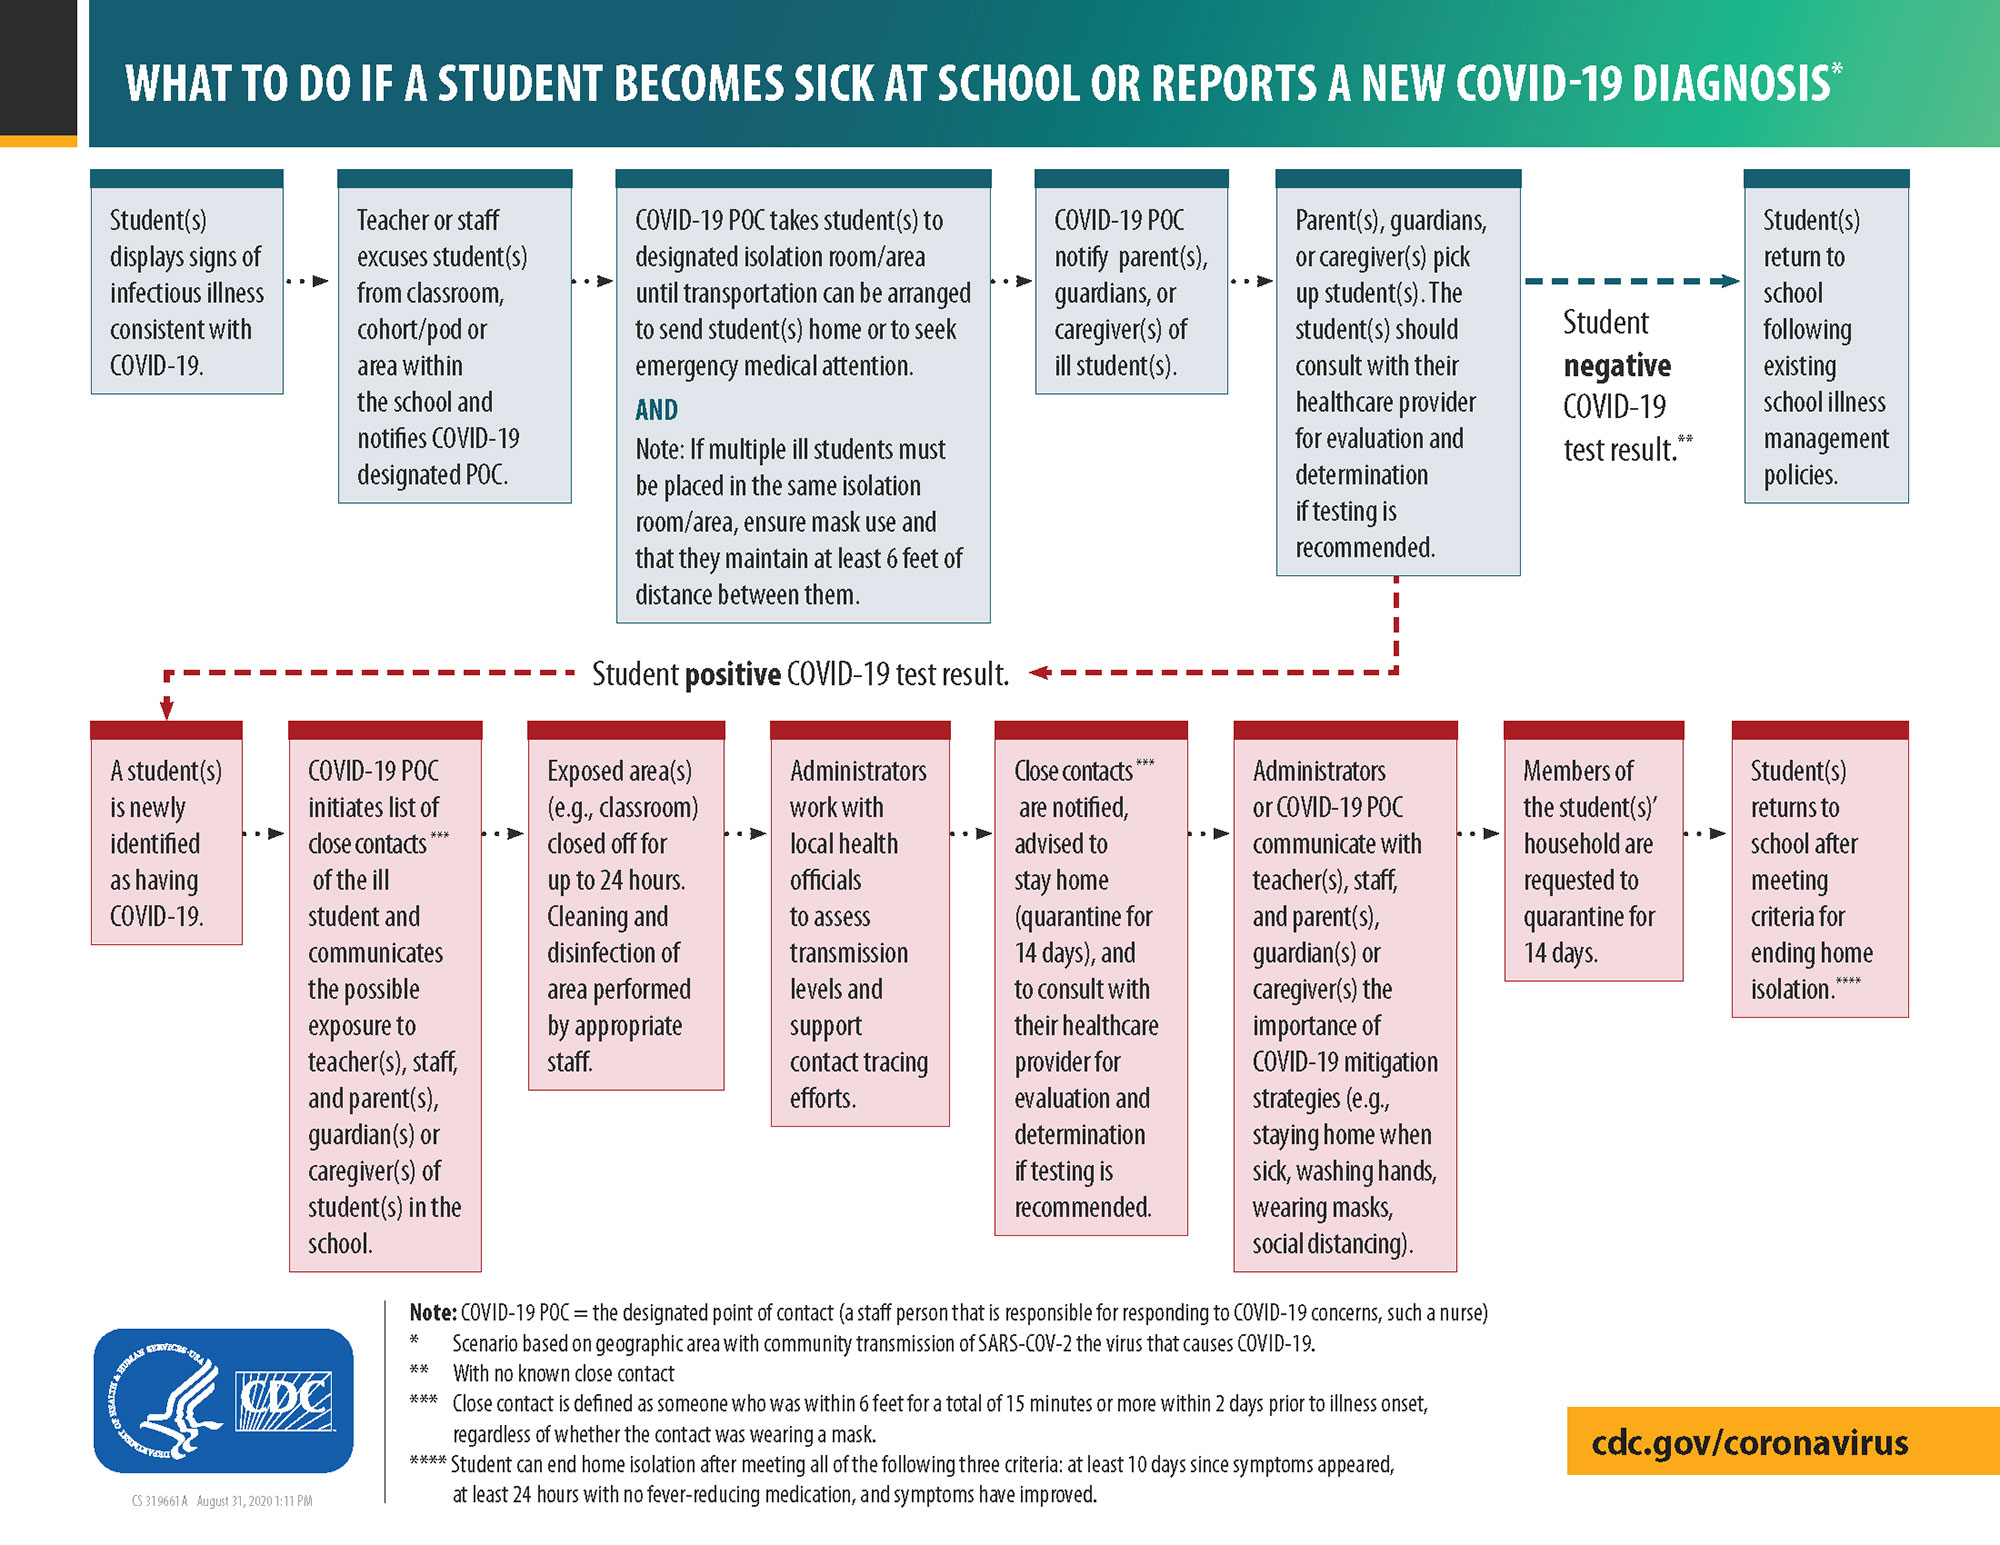 WHAT TO DO IF A STUDENT BECOMES SICK AT SCHOOL OR REPORTS A NEW COVID-19 DIAGNOSIS*
Student(s)
displays signs of
infectious illness
consistent with
COVID-19.
Teacher or staff
excuses student(s)
from classroom,
cohort/pod or
area within
the school and
notifies COVID-19
designated POC.
COVID-19 POC takes student(s) to
designated isolation room/area
until transportation can be arranged
to send student(s) home or to seek
emergency medical attention.
AND
Note: If multiple ill students must
be placed in the same isolation
room/area, ensure mask use and
that they maintain at least 6 feet of
distance between them.
COVID-19 POC
notify parent(s),
guardians, or
caregiver(s) of
ill student(s).
Parent(s), guardians,
or caregiver(s) pick
up student(s). The
student(s) should
consult with their
healthcare provider
for evaluation and
determination
if testing is
recommended.
Student
negative
COVID-19
test result.**
Student(s)
return to
school
following
existing
school illness
management
policies.
Student positive COVID-19 test result.
A student(s)
is newly
identified
as having
COVID-19.
COVID-19 POC
initiates list of
close contacts***
of the ill
student and
communicates
the possible
exposure to
teacher(s), staff,
and parent(s),
guardian(s) or
caregiver(s) of
student(s) in the
school.
Exposed area(s)
(e.g., classroom)
closed off for
up to 24 hours.
Cleaning and
disinfection of
area performed
by appropriate
staff.
Administrators
work with
local health
officials
to assess
transmission
levels and
support
contact tracing
efforts.
Close contacts***
are notified,
advised to
stay home
(quarantine for
14 days), and
to consult with
their healthcare
provider for
evaluation and
determination
if testing is
recommended.
Administrators
or COVID-19 POC
communicate with
teacher(s), staff,
and parent(s),
guardian(s) or
caregiver(s) the
importance of
COVID-19 mitigation
strategies (e.g.,
staying home when
sick, washing hands,
wearing masks,
social distancing).
Members of
the student(s)’
household are
requested to
quarantine for
14 days.
Student(s)
returns to
school after
meeting
criteria for
ending home
isolation.****
DEPARTMENT OF HEALTH & HUMAN SERVICES·USA
CDC
CS 319661A August 31, 2020 1:11 PM
Note: COVID-19 POC = the designated point of contact (a staff person that is responsible for responding to COVID-19 concerns, such a nurse)
* Scenario based on geographic area with community transmission of SARS-COV-2 the virus that causes COVID-19.
** With no known close contact
*** Close contact is defined as someone who was within 6 feet for a total of 15 minutes or more within 2 days prior to illness onset,
regardless of whether the contact was wearing a mask.
**** Student can end home isolation after meeting all of the following three criteria: at least 10 days since symptoms appeared,
at least 24 hours with no fever-reducing medication, and symptoms have improved.
cdc.gov/coronavirus